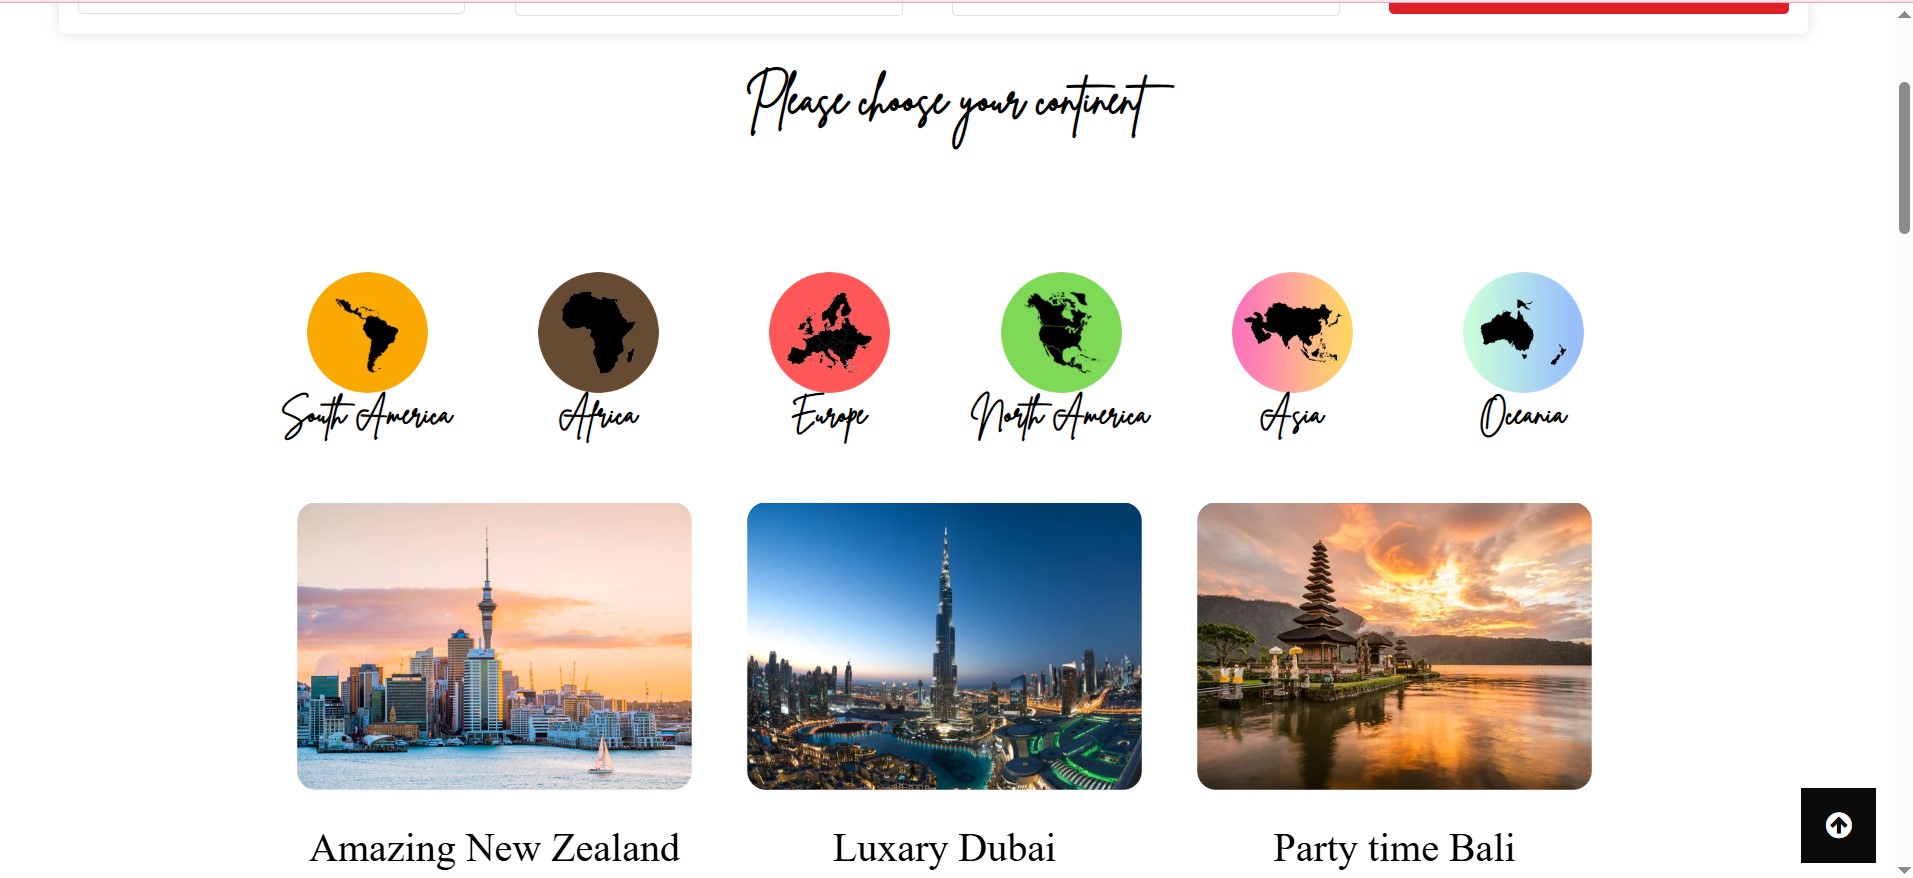 Please choose your continent
South America
Africa
Europe
North America
Asia
Oceania
Amazing New Zealand
Luxary Dubai
Party time Bali